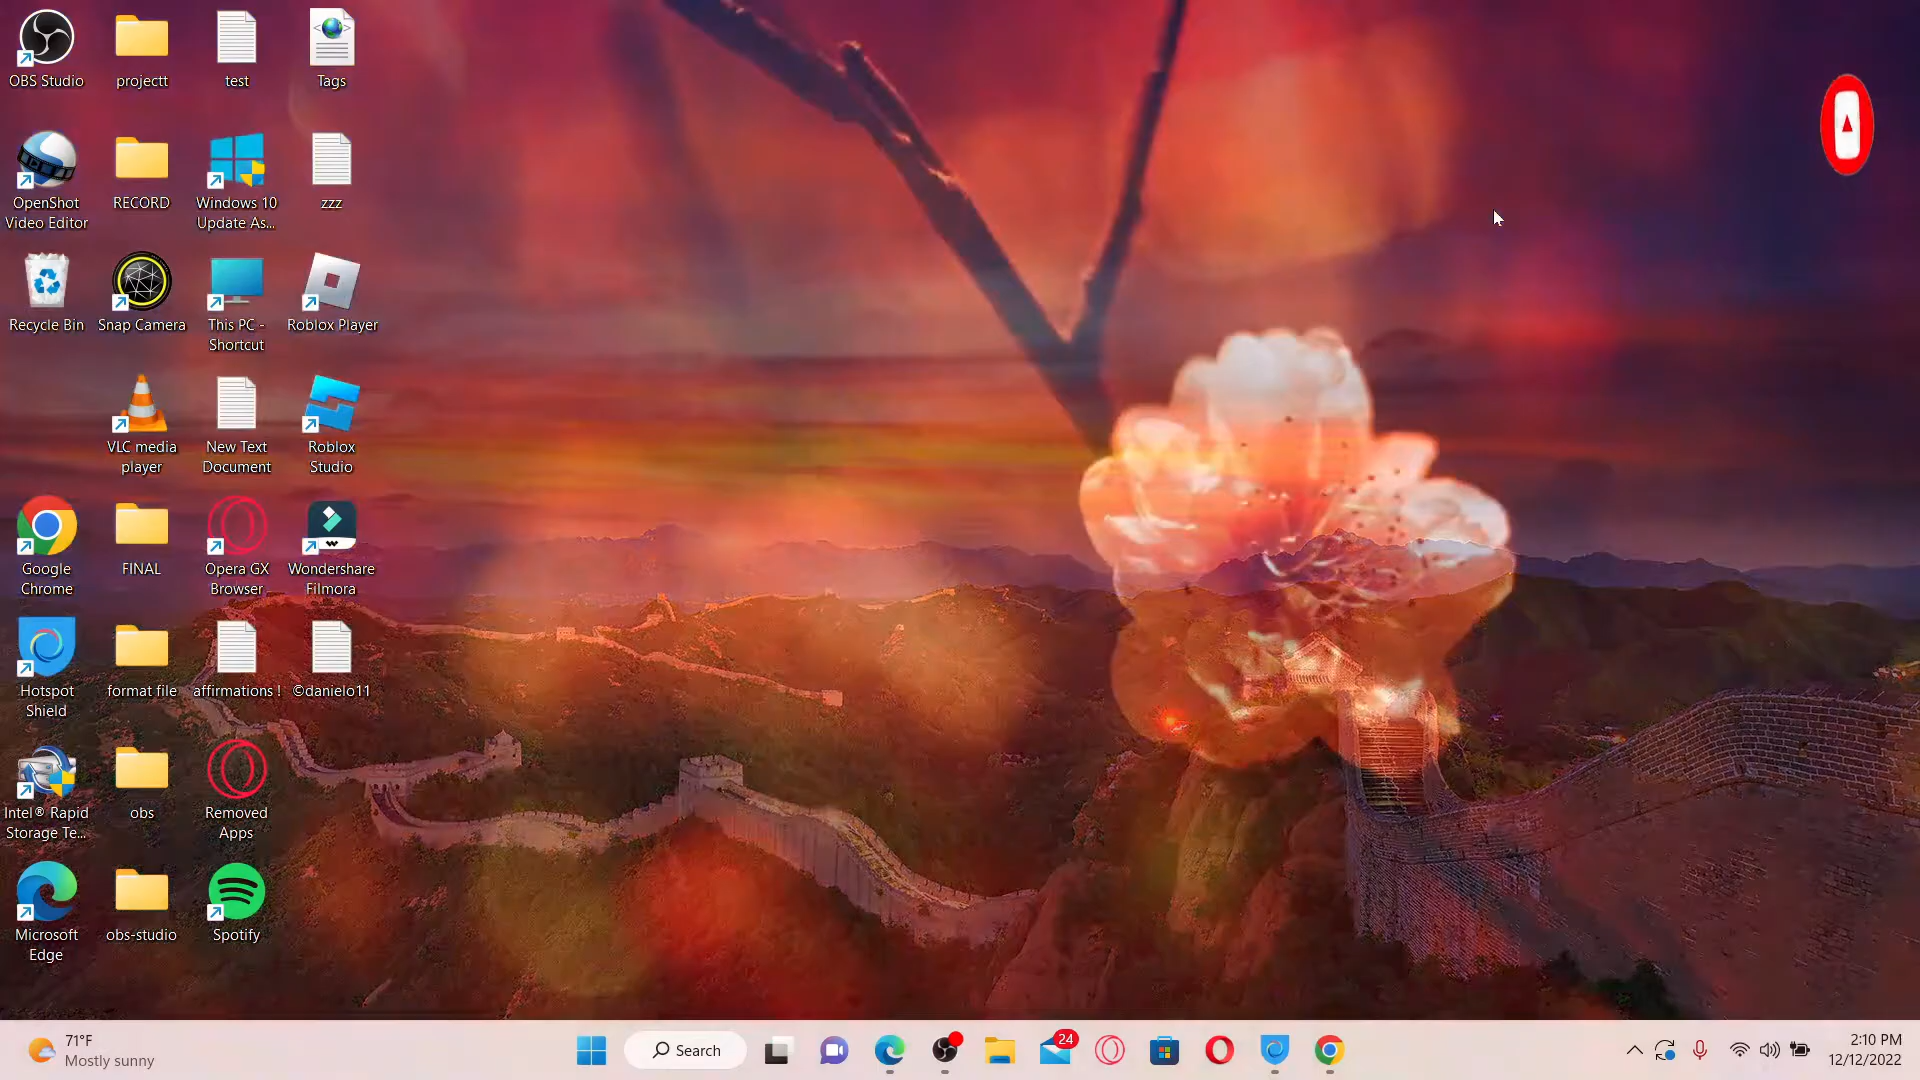 OBS Studio
projectt
test
Tags
OpenShot
Video Editor
RECORD
Windows 10
Update As...
zzz
Recycle Bin
Snap Camera
This PC -
Shortcut
Roblox Player
VLC media
player
New Text
Document
Roblox
Studio
Google
Chrome
FINAL
Opera GX
Browser
Wondershare
Filmora
Hotspot
Shield
format file
affirmations !
©danielo11
Intel® Rapid
Storage Te...
obs
Removed
Apps
Microsoft
Edge
obs-studio
Spotify
71°F
Mostly sunny
Search
24
2:10 PM
12/12/2022